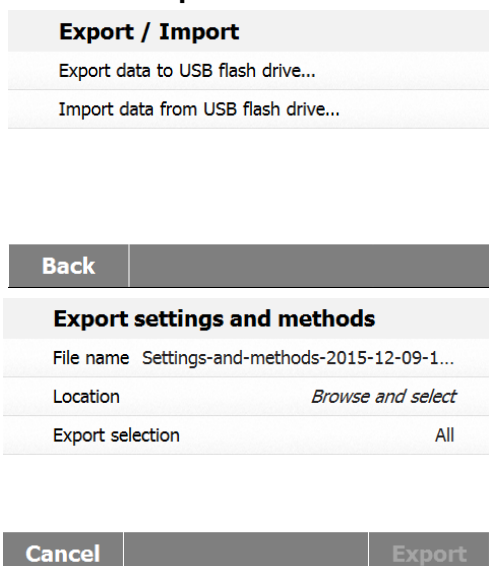 Export / Import
Export data to USB flash drive...
Import data from USB flash drive...
Back
Export settings and methods
File name Settings-and-methods-2015-12-09-1...
Location Browse and select
Export selection All
Cancel Export